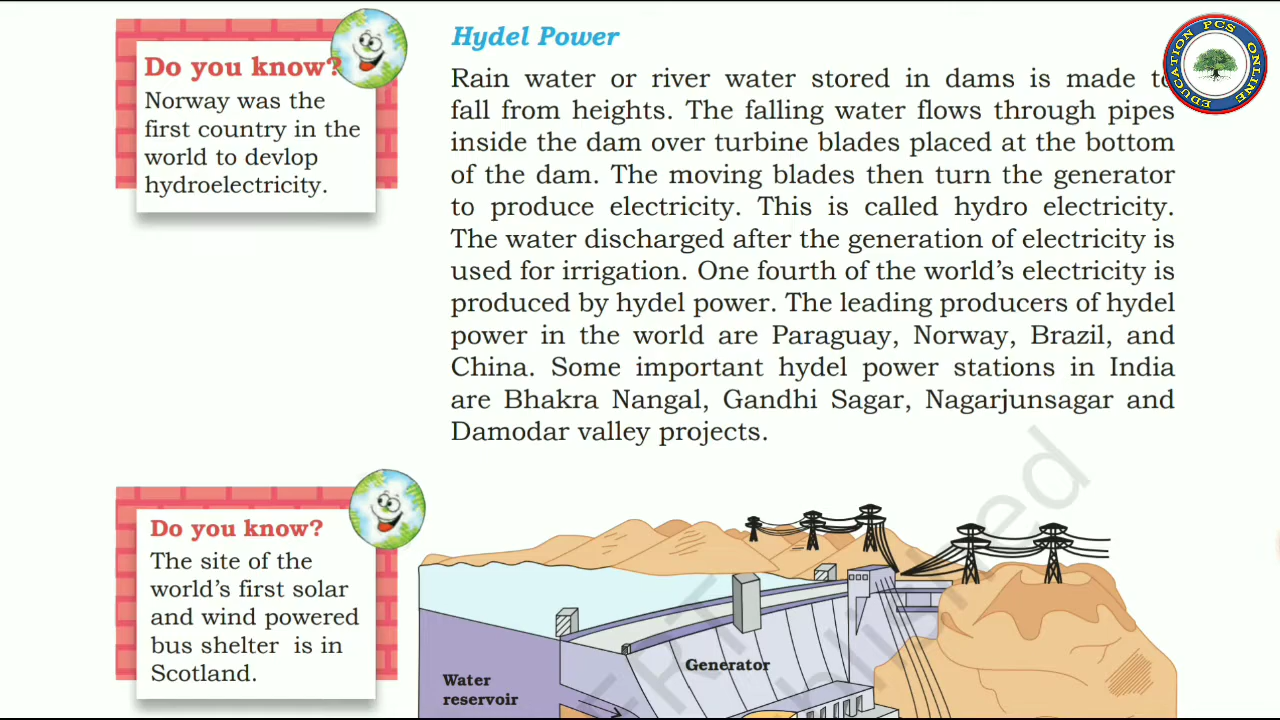 Do you know?
Norway was the
first country in the
world to devlop
hydroelectricity.
Hydel Power
Rain water or river water stored in dams is made to
fall from heights. The falling water flows through pipes
inside the dam over turbine blades placed at the bottom
of the dam. The moving blades then turn the generator
to produce electricity. This is called hydro electricity.
The water discharged after the generation of electricity is
used for irrigation. One fourth of the world's electricity is
produced by hydel power. The leading producers of hydel
power in the world are Paraguay, Norway, Brazil, and
China. Some important hydel power stations in India
are Bhakra Nangal, Gandhi Sagar, Nagarjunsagar and
Damodar valley projects.
PCS ONLINE EDUCATION
Do you know?
The site of the
world's first solar
and wind powered
bus shelter is in
Scotland.
Generator
Water
reservoir